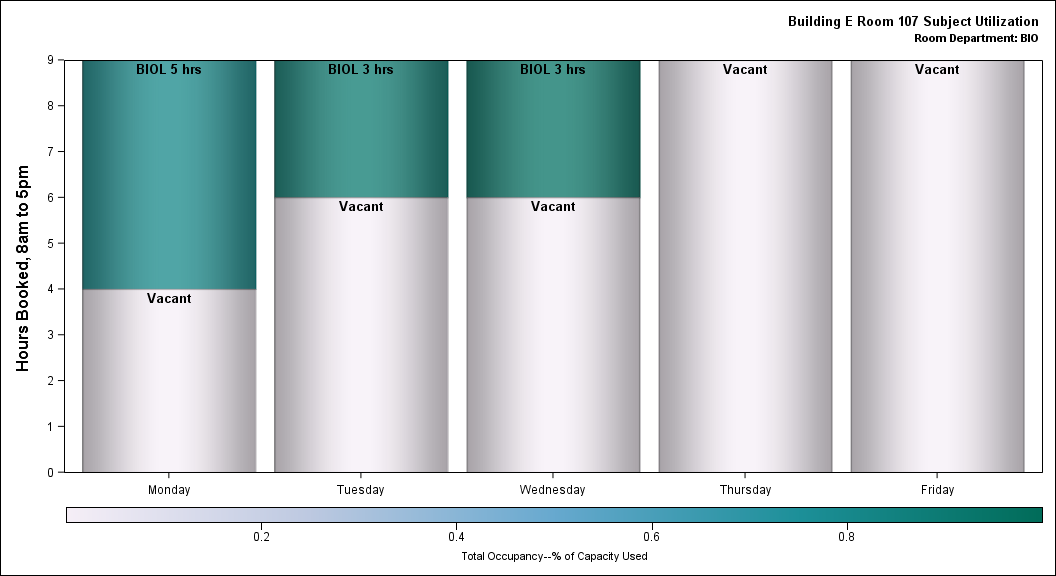 Building E Room 107 Subject Utilization
Room Department: BIO
Hours Booked, 8am to 5pm
9
8
7
6
5
4
3
2
1
0
BIOL 5 hrs
BIOL 3 hrs
BIOL 3 hrs
Vacant
Vacant
Vacant
Vacant
Vacant
Monday
Tuesday
Wednesday
Thursday
Friday
0.2
0.4
0.6
0.8
Total Occupancy--% of Capacity Used